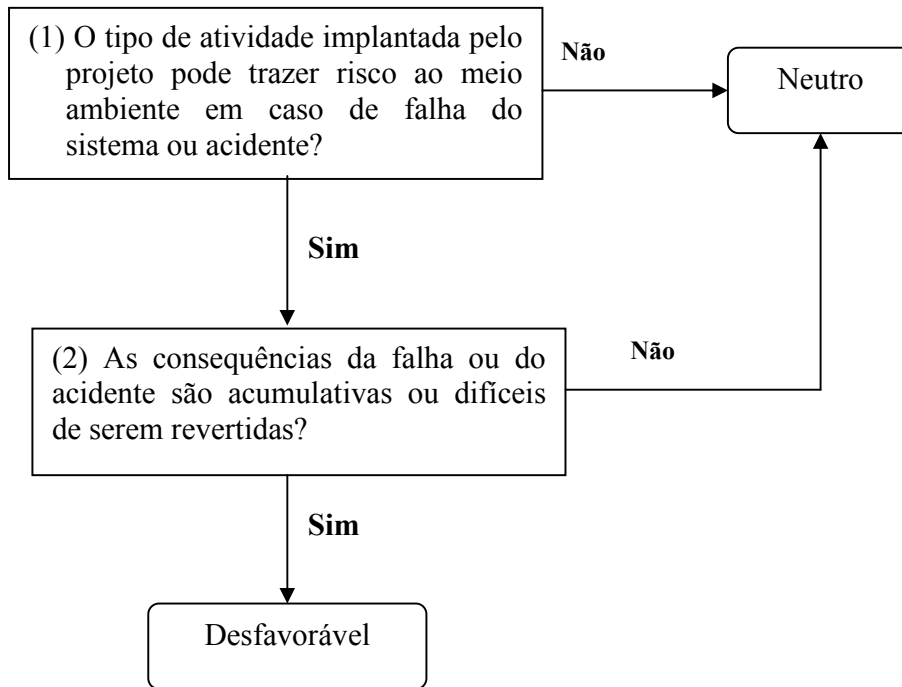 (1) O tipo de atividade implantada pelo
projeto pode trazer risco ao meio
ambiente em caso de falha do
sistema ou acidente?
Não
Neutro
Sim
(2) As consequências da falha ou do
acidente são acumulativas ou difíceis
de serem revertidas?
Não
Sim
Desfavorável